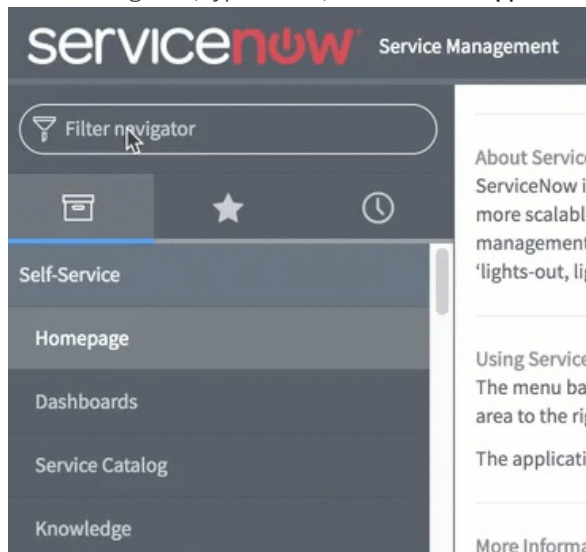 servicenow Service Management
Filter navigator
Self-Service
Homepage
Dashboards
Service Catalog
Knowledge
About Servic
ServiceNow i
more scalabl
management
‘lights-out, li
Using Service
The menu ba
area to the ri
The applicati
More Informa